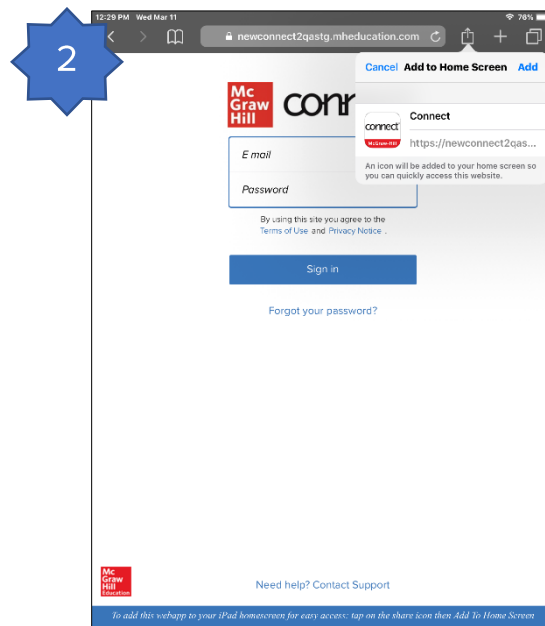 2
12:29 PM Wed Mar 11
76%
newconnect2qastg.mheducation.com
Cancel Add to Home Screen Add
connect
McGraw-Hill
Connect
https://newconnect2qas...
An icon will be added to your home screen so
you can quickly access this website.
Mc
Graw
Hill
conn
E mail
Password
By using this site you agree to the
Terms of Use and Privacy Notice .
Sign in
Forgot your password?
Mc
Graw
Hill
Education
Need help? Contact Support
To add this webapp to your iPad homescreen for easy access: tap on the share icon then Add To Home Screen